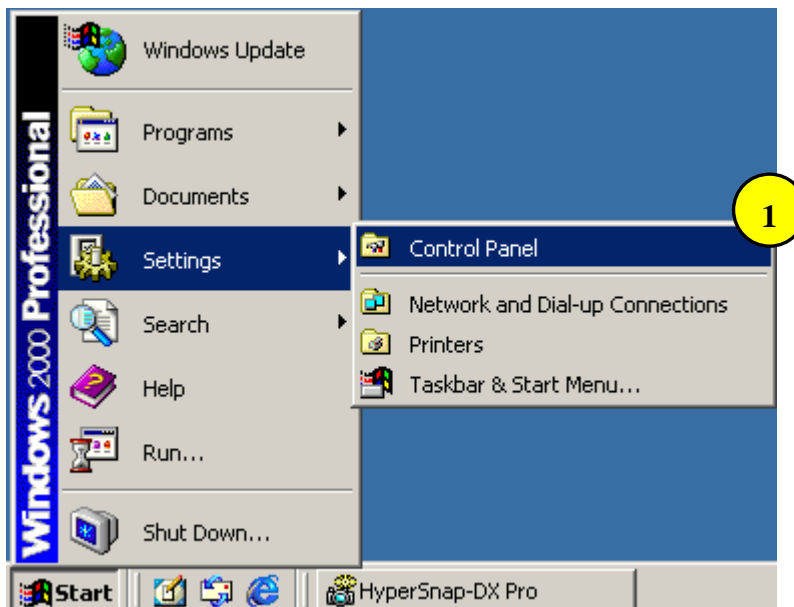 Windows 2000 Professional
Windows Update
Programs
Documents
Settings
Search
Help
Run...
Shut Down...
Control Panel
Network and Dial-up Connections
Printers
Taskbar & Start Menu...
1
Start
HyperSnap-DX Pro